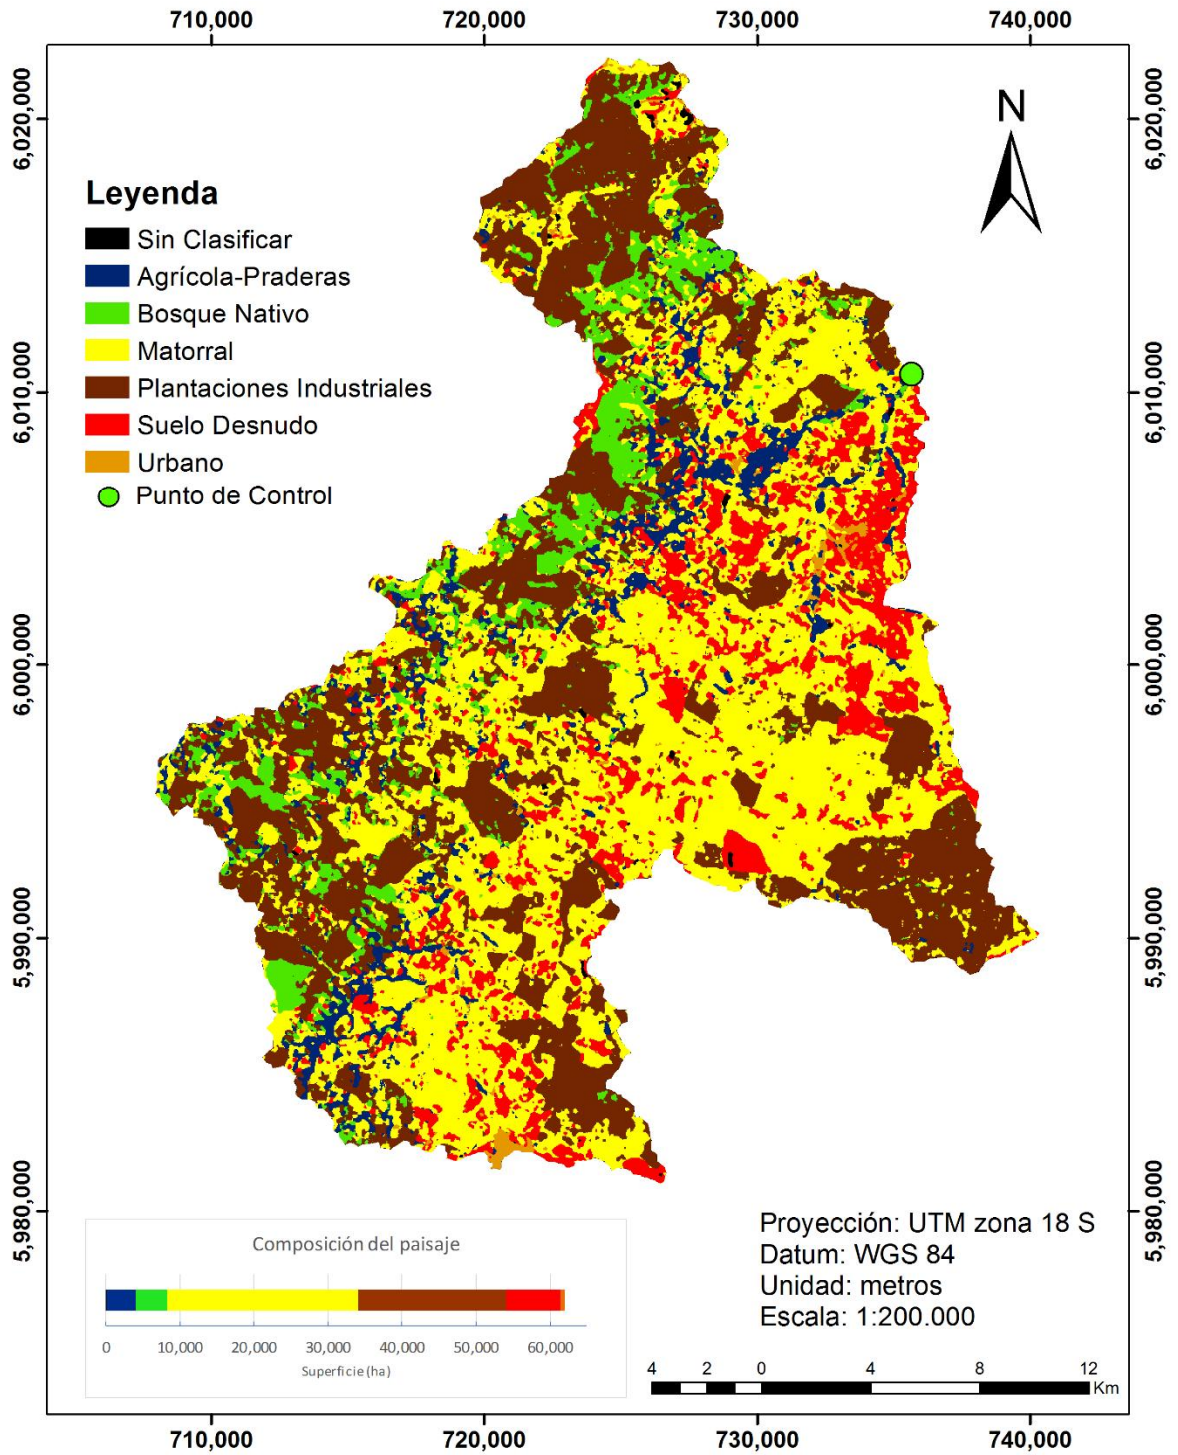 710,000 720,000 730,000 740,000
6,020,000 6,020,000
N
Leyenda
Sin Clasificar
Agrícola-Praderas
Bosque Nativo
Matorral
Plantaciones Industriales
Suelo Desnudo
Urbano
Punto de Control
6,010,000 6,010,000
6,000,000 6,000,000
5,990,000 5,990,000
5,980,000 5,980,000
Proyección: UTM zona 18 S
Datum: WGS 84
Unidad: metros
Escala: 1:200.000
Composición del paisaje
0 10,000 20,000 30,000 40,000 50,000 60,000
Superficie (ha)
4 2 0 4 8 12
Km
710,000 720,000 730,000 740,000